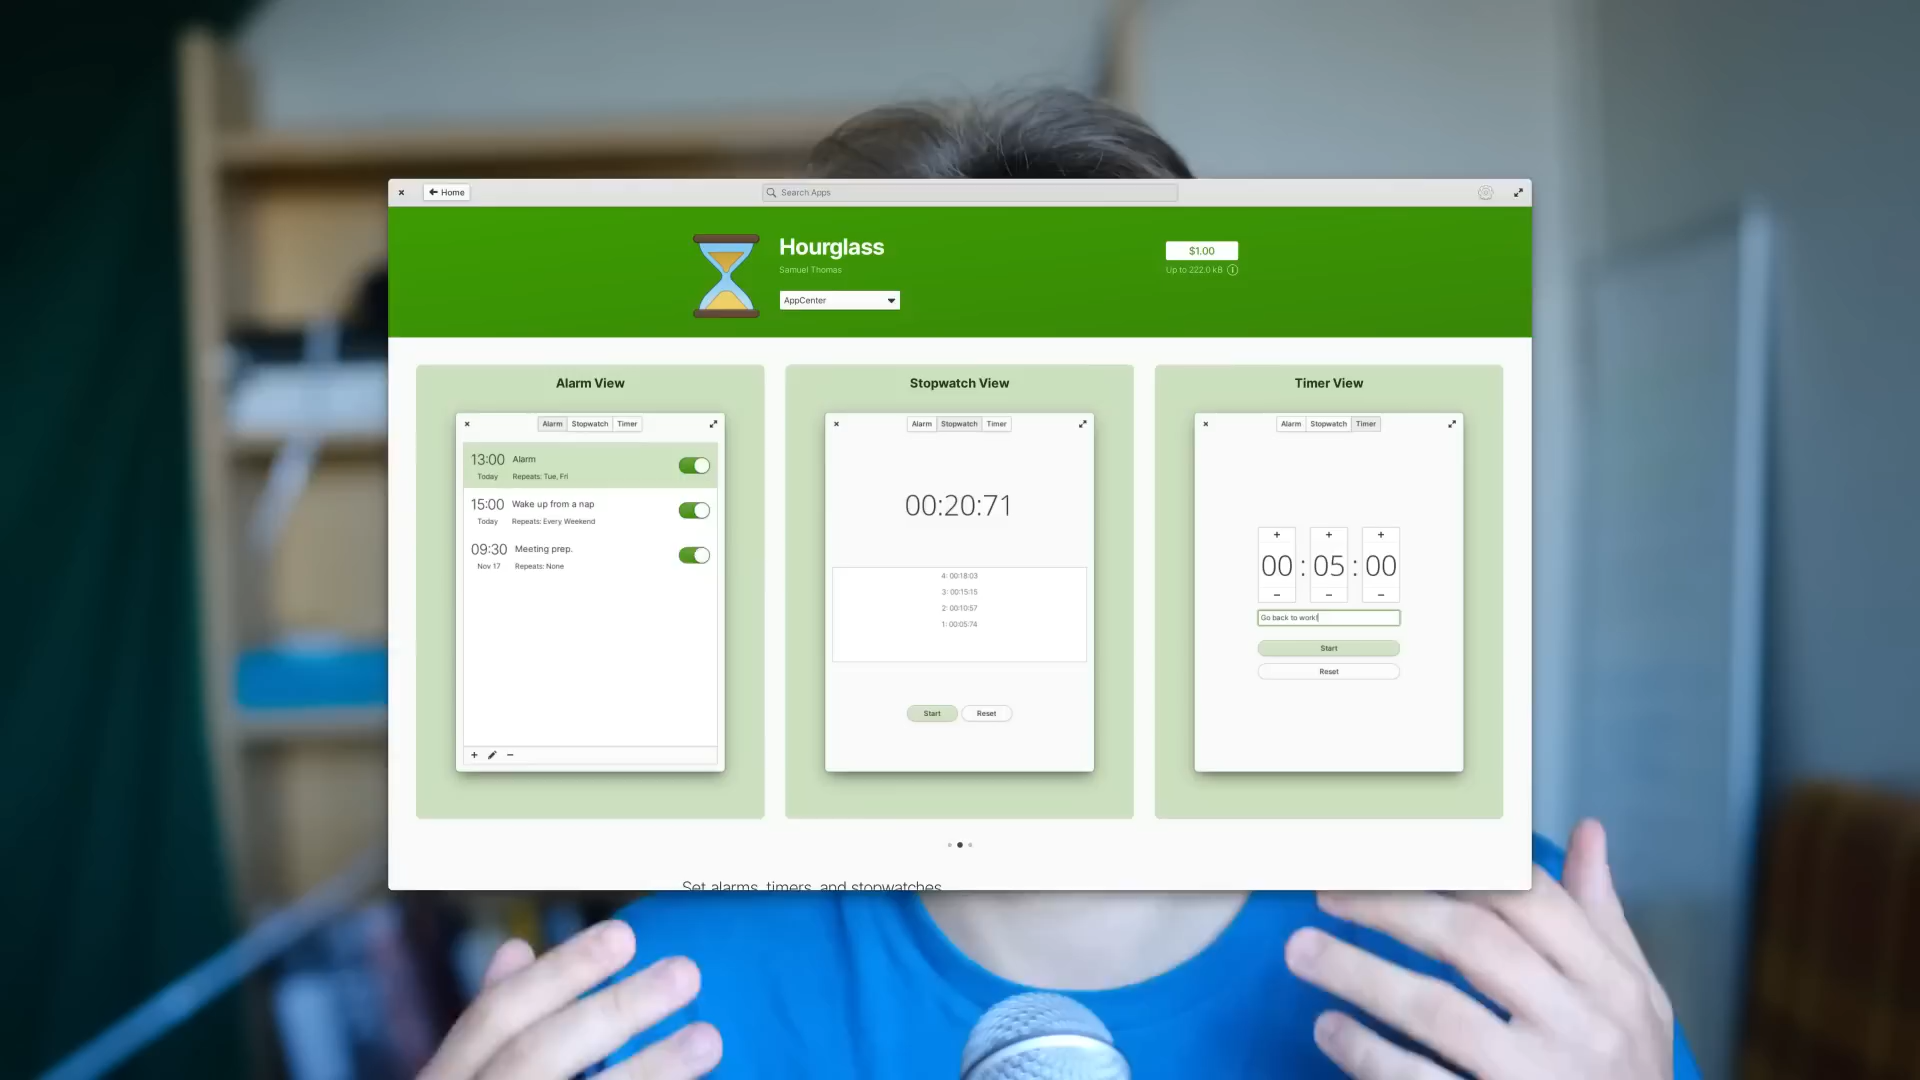 Home
Search Apps
Hourglass
Samuel Thomas
AppCenter
$1.00
Up to 222.0 kB
Alarm View
Alarm Stopwatch Timer
13:00 Alarm
Today Repeats: Tue, Fri
15:00 Wake up from a nap
Today Repeats: Every Weekend
09:30 Meeting prep.
Nov 17 Repeats: None
Stopwatch View
Alarm Stopwatch Timer
00:20:71
4: 00:18:03
3: 00:15:15
2: 00:10:57
1: 00:05:74
Start Reset
Timer View
Alarm Stopwatch Timer
+ + +
00 : 05 : 00
− − −
Go back to work!
Start
Reset
Set alarms, timers, and stopwatches